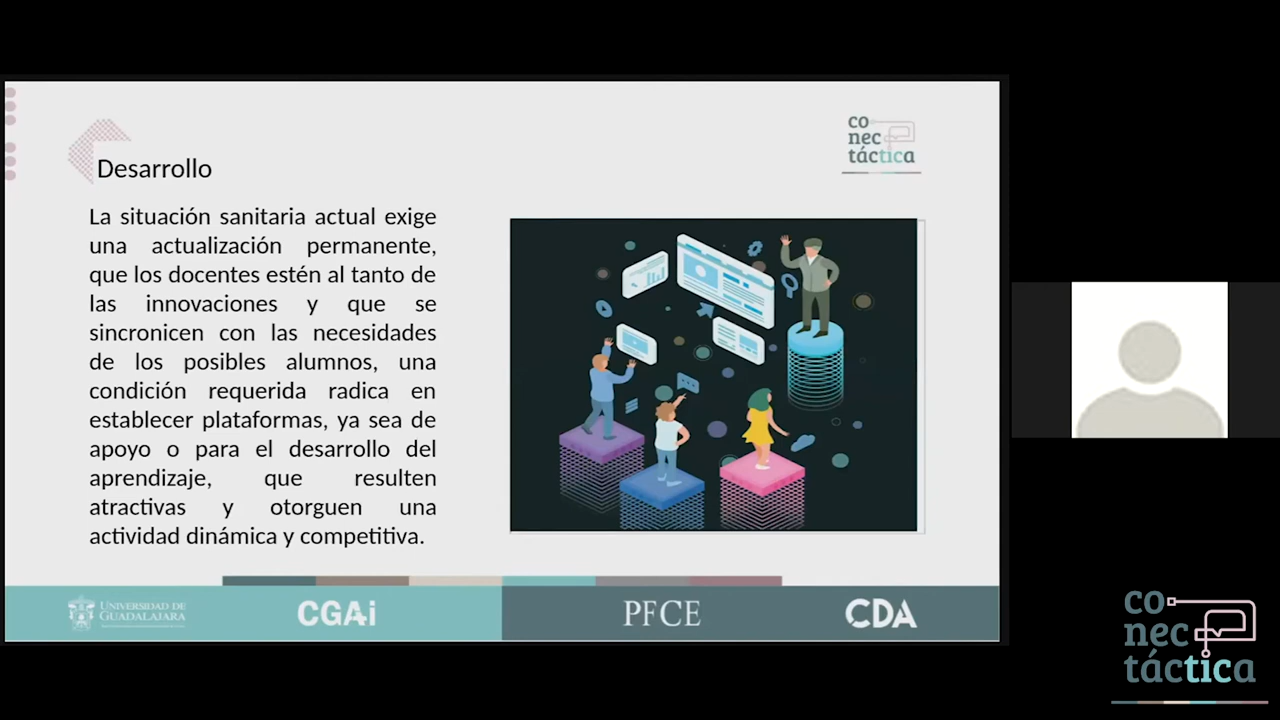 co
nec
táctica
Desarrollo
La situación sanitaria actual exige
una actualización permanente,
que los docentes estén al tanto de
las innovaciones y que se
sincronicen con las necesidades
de los posibles alumnos, una
condición requerida radica en
establecer plataformas, ya sea de
apoyo o para el desarrollo del
aprendizaje, que resulten
atractivas y otorguen una
actividad dinámica y competitiva.
UNIVERSIDAD DE
GUADALAJARA
CGAi
PFCE
CDA
co
nec
táctica